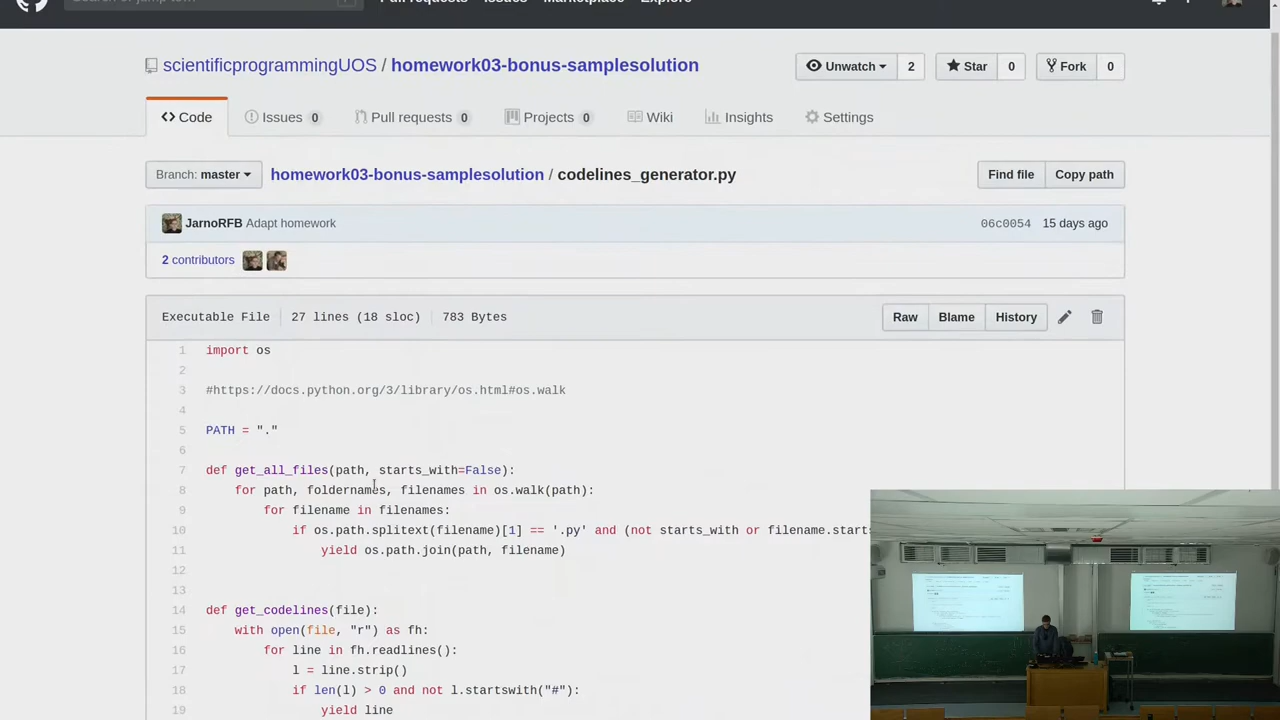 Pull requests Issues Marketplace Explore
scientificprogrammingUOS / homework03-bonus-samplesolution
Unwatch 2 Star 0 Fork 0
Code Issues 0 Pull requests 0 Projects 0 Wiki Insights Settings
Branch: master homework03-bonus-samplesolution / codelines_generator.py Find file Copy path
JarnoRFB Adapt homework 06c0054 15 days ago
2 contributors
Executable File 27 lines (18 sloc) 783 Bytes Raw Blame History
1 import os
2
3 #https://docs.python.org/3/library/os.html#os.walk
4
5 PATH = "."
6
7 def get_all_files(path, starts_with=False):
8 for path, foldernames, filenames in os.walk(path):
9 for filename in filenames:
10 if os.path.splitext(filename)[1] == '.py' and (not starts_with or filename.starts
11 yield os.path.join(path, filename)
12
13
14 def get_codelines(file):
15 with open(file, "r") as fh:
16 for line in fh.readlines():
17 l = line.strip()
18 if len(l) > 0 and not l.startswith("#"):
19 yield line